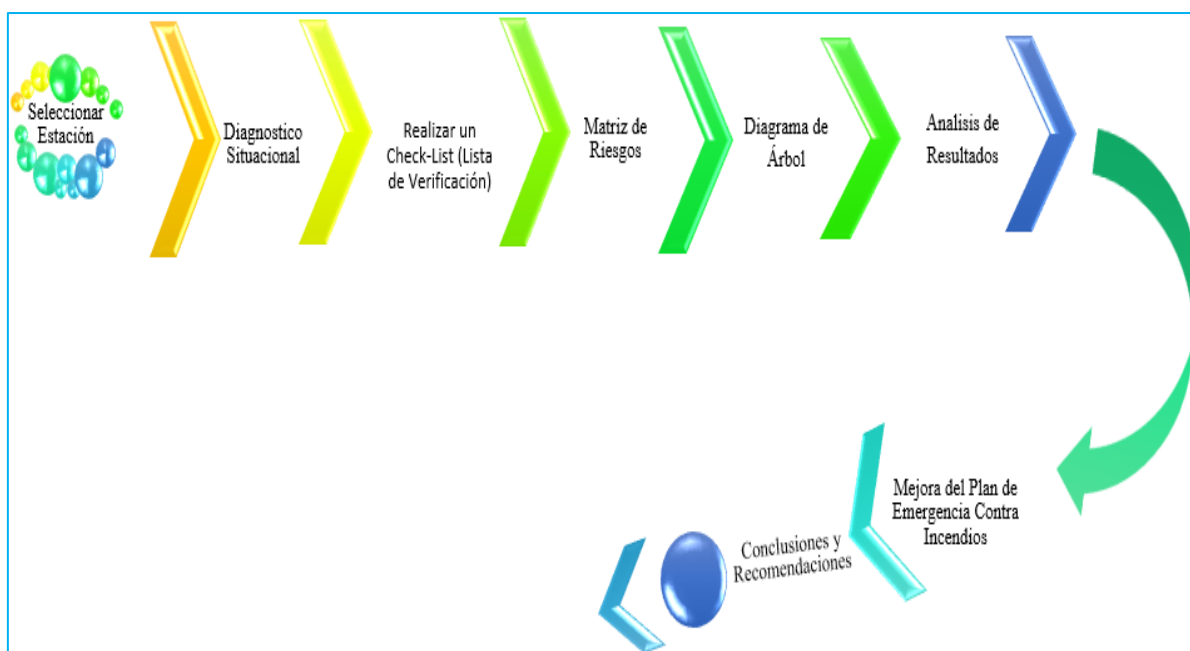 Seleccionar
Estación
Diagnostico
Situacional
Realizar un
Check-List (Lista
de Verificación)
Matriz de
Riesgos
Diagrama de
Árbol
Analisis de
Resultados
Mejora del Plan de
Emergencia Contra
Incendios
Conclusiones y
Recomendaciones